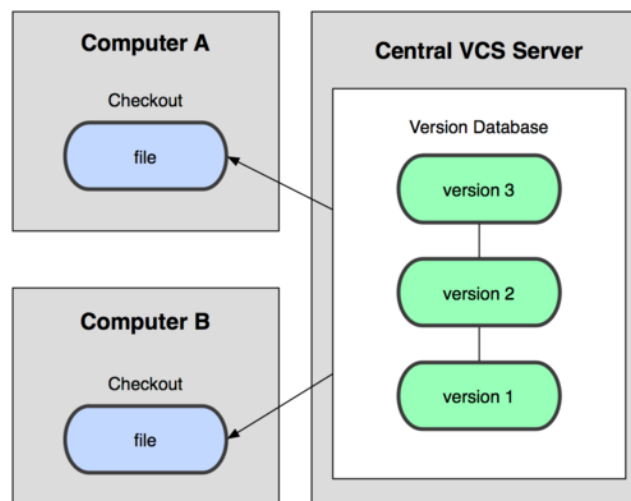 Computer A
Checkout
file
Computer B
Checkout
file
Central VCS Server
Version Database
version 3
version 2
version 1